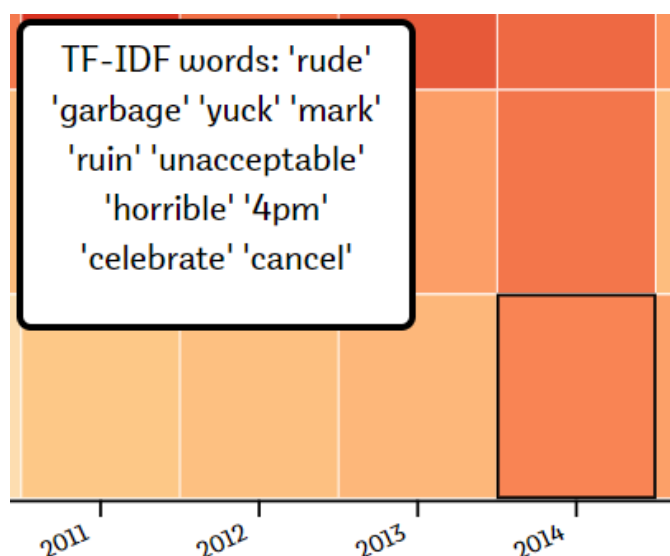 TF-IDF words: 'rude'
'garbage' 'yuck' 'mark'
'ruin' 'unacceptable'
'horrible' '4pm'
'celebrate' 'cancel'
2011
2012
2013
2014